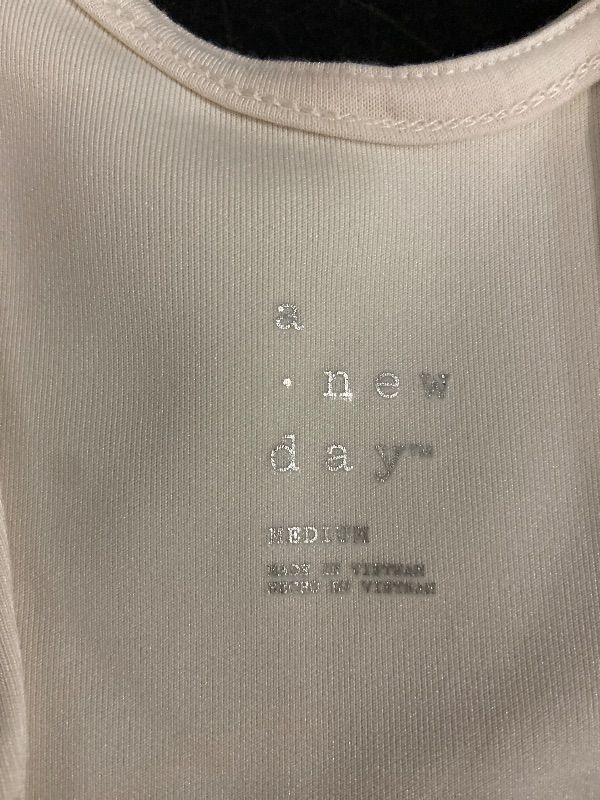 a
· new
day™
MEDIUM
MADE IN VIETNAM
HECHO EN VIETNAM